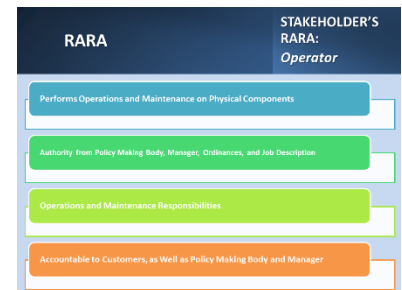 RARA
STAKEHOLDER'S
RARA:
Operator
Performs Operations and Maintenance on Physical Components
Authority from Policy Making Body, Manager, Ordinances, and Job Description
Operations and Maintenance Responsibilities
Accountable to Customers, as Well as Policy Making Body and Manager